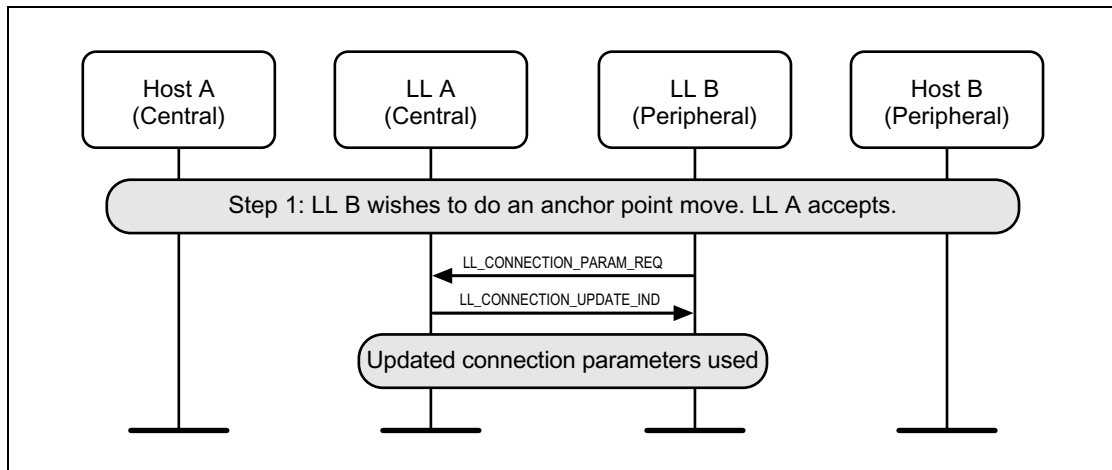 Host A
(Central)
LL A
(Central)
LL B
(Peripheral)
Host B
(Peripheral)
Step 1: LL B wishes to do an anchor point move. LL A accepts.
LL_CONNECTION_PARAM_REQ
LL_CONNECTION_UPDATE_IND
Updated connection parameters used